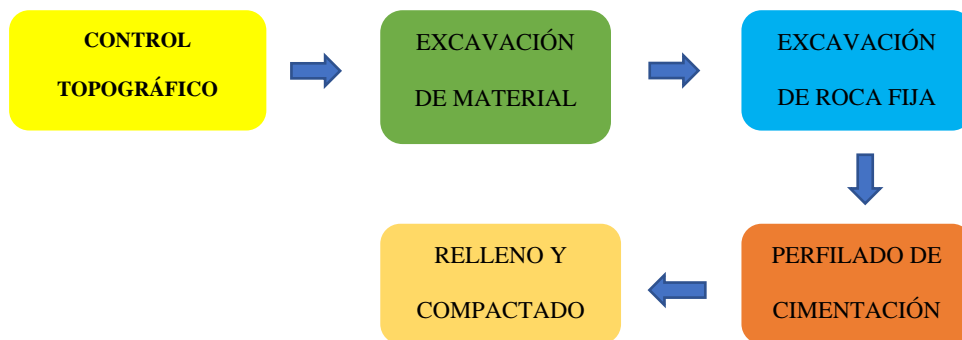 CONTROL
TOPOGRÁFICO
EXCAVACIÓN
DE MATERIAL
EXCAVACIÓN
DE ROCA FIJA
PERFILADO DE
CIMENTACIÓN
RELLENO Y
COMPACTADO